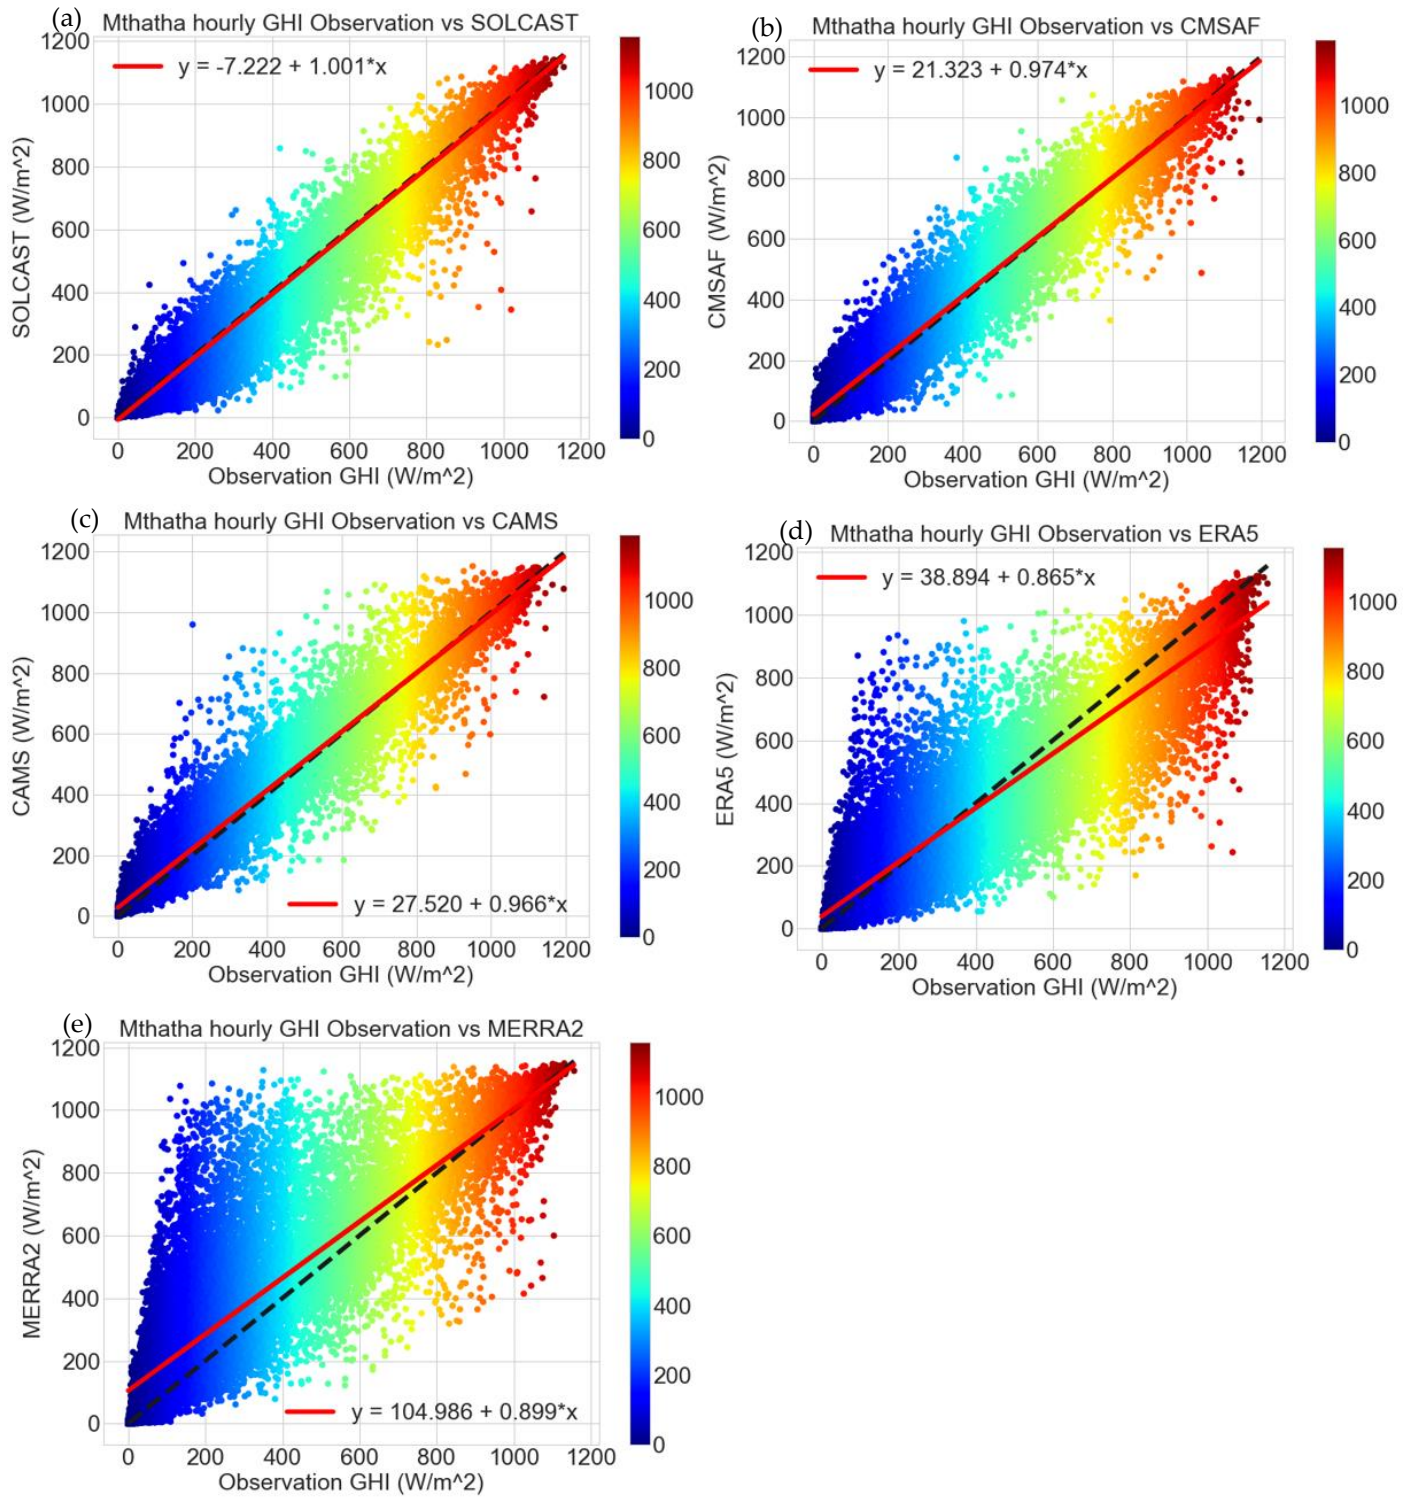 (a)
Mthatha hourly GHI Observation vs SOLCAST
y = -7.222 + 1.001*x
SOLCAST (W/m^2)
1200
1000
800
600
400
200
0
0 200 400 600 800 1000 1200
Observation GHI (W/m^2)
1000
800
600
400
200
0
(b)
Mthatha hourly GHI Observation vs CMSAF
y = 21.323 + 0.974*x
CMSAF (W/m^2)
1200
1000
800
600
400
200
0
0 200 400 600 800 1000 1200
Observation GHI (W/m^2)
1000
800
600
400
200
0
(c)
Mthatha hourly GHI Observation vs CAMS
CAMS (W/m^2)
1200
1000
800
600
400
200
0
y = 27.520 + 0.966*x
0 200 400 600 800 1000 1200
Observation GHI (W/m^2)
1000
800
600
400
200
0
(d)
Mthatha hourly GHI Observation vs ERA5
y = 38.894 + 0.865*x
ERA5 (W/m^2)
1200
1000
800
600
400
200
0
0 200 400 600 800 1000 1200
Observation GHI (W/m^2)
1000
800
600
400
200
0
(e)
Mthatha hourly GHI Observation vs MERRA2
MERRA2 (W/m^2)
1200
1000
800
600
400
200
0
y = 104.986 + 0.899*x
0 200 400 600 800 1000 1200
Observation GHI (W/m^2)
1000
800
600
400
200
0